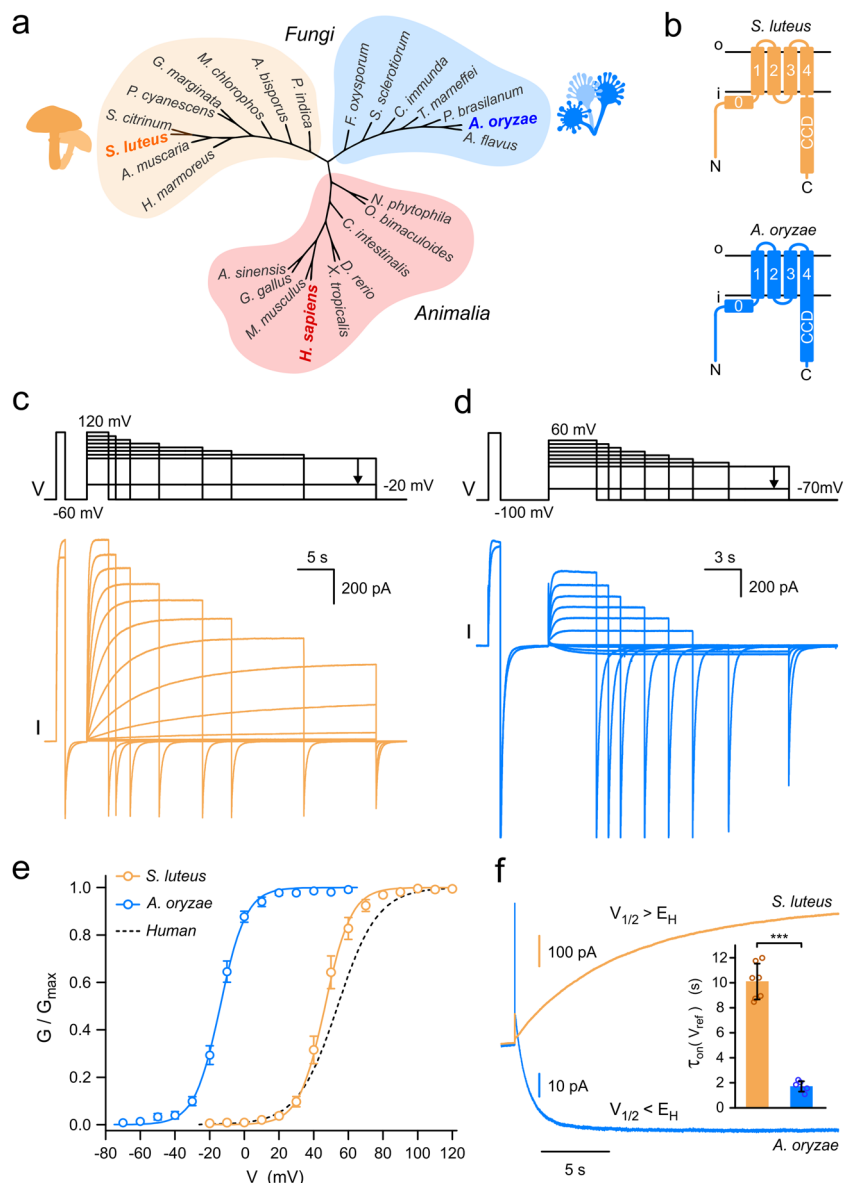 a
Fungi
G. marginata
M. chlorophos
A. bisporus
P. indica
P. cyanescens
S. citrinum
S. luteus
A. muscaria
H. marmoreus
F. oxysporum
S. sclerotiorum
C. immunda
T. marneffei
P. brasilanum
A. oryzae
A. flavus
N. phytophila
O. bimaculoides
C. intestinalis
D. rerio
X. tropicalis
H. sapiens
M. musculus
G. gallus
A. sinensis
Animalia
b
S. luteus
o
i
0
1 2 3 4
CCD
N
C
A. oryzae
o
i
0
1 2 3 4
CCD
N
C
c
120 mV
V
-20 mV
-60 mV
5 s
200 pA
I
d
60 mV
V
-70mV
-100 mV
3 s
200 pA
I
e
S. luteus
A. oryzae
Human
G / Gmax
1.0
0.8
0.6
0.4
0.2
0.0
-80 -60 -40 -20 0 20 40 60 80 100 120
V (mV)
f
V1/2 > EH
S. luteus
100 pA
***
τon(Vref) (s)
12
10
8
6
4
2
0
10 pA
V1/2 < EH
A. oryzae
5 s